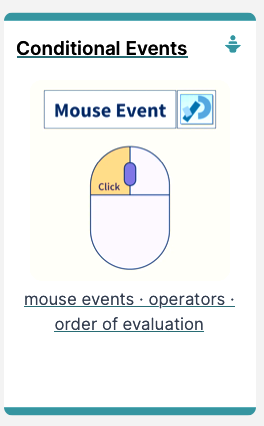 Conditional Events
Mouse Event
Click
mouse events · operators ·
order of evaluation